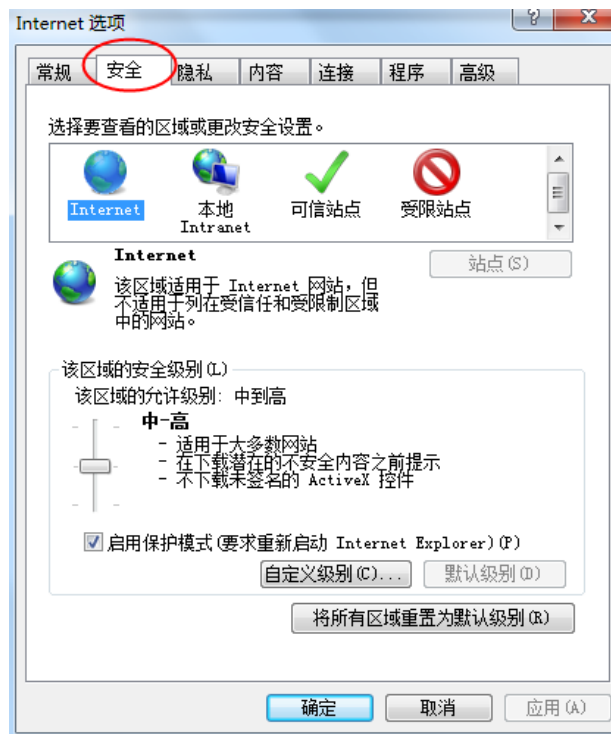 Internet 选项
常规 安全 隐私 内容 连接 程序 高级
选择要查看的区域或更改安全设置。
Internet 本地 Intranet 可信站点 受限站点
Internet
站点(S)
该区域适用于 Internet 网站，但
不适用于列在受信任和受限制区域
中的网站。
该区域的安全级别(L)
该区域的允许级别: 中到高
中-高
- 适用于大多数网站
- 在下载潜在的不安全内容之前提示
- 不下载未签名的 ActiveX 控件
启用保护模式(要求重新启动 Internet Explorer)(P)
自定义级别(C)... 默认级别(D)
将所有区域重置为默认级别(R)
确定 取消 应用(A)